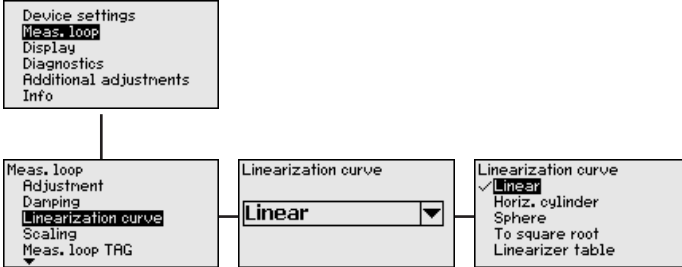 Device settings
Meas. loop
Display
Diagnostics
Additional adjustments
Info
Meas. loop
Adjustment
Damping
Linearization curve
Scaling
Meas. loop TAG
Linearization curve
Linear
Linearization curve
Linear
Horiz. cylinder
Sphere
To square root
Linearizer table